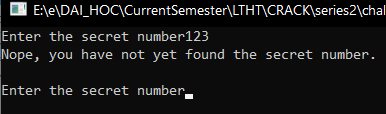 E:\e\DAI_HOC\CurrentSemester\LTHT\CRACK\series2\chal
Enter the secret number123
Nope, you have not yet found the secret number.
Enter the secret number